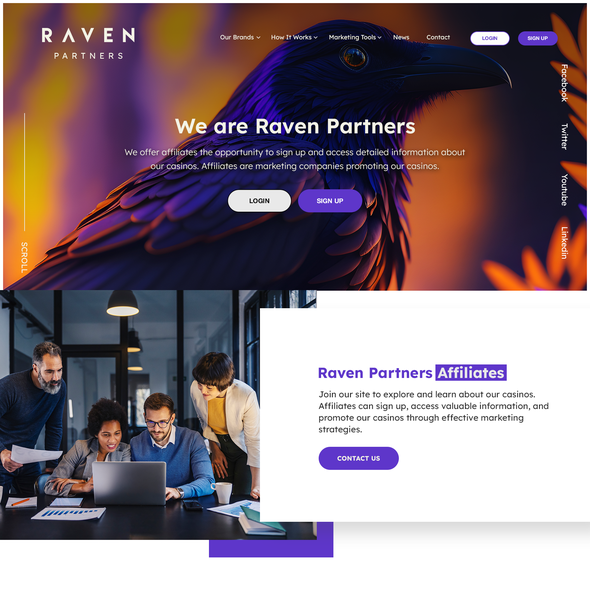 RAVEN
PARTNERS
Our Brands
How It Works
Marketing Tools
News
Contact
LOGIN
SIGN UP
Facebook
Twitter
Youtube
Linkedin
We are Raven Partners
We offer affiliates the opportunity to sign up and access detailed information about
our casinos. Affiliates are marketing companies promoting our casinos.
LOGIN
SIGN UP
SCROLL
Raven Partners Affiliates
Join our site to explore and learn about our casinos.
Affiliates can sign up, access valuable information, and
promote our casinos through effective marketing
strategies.
CONTACT US